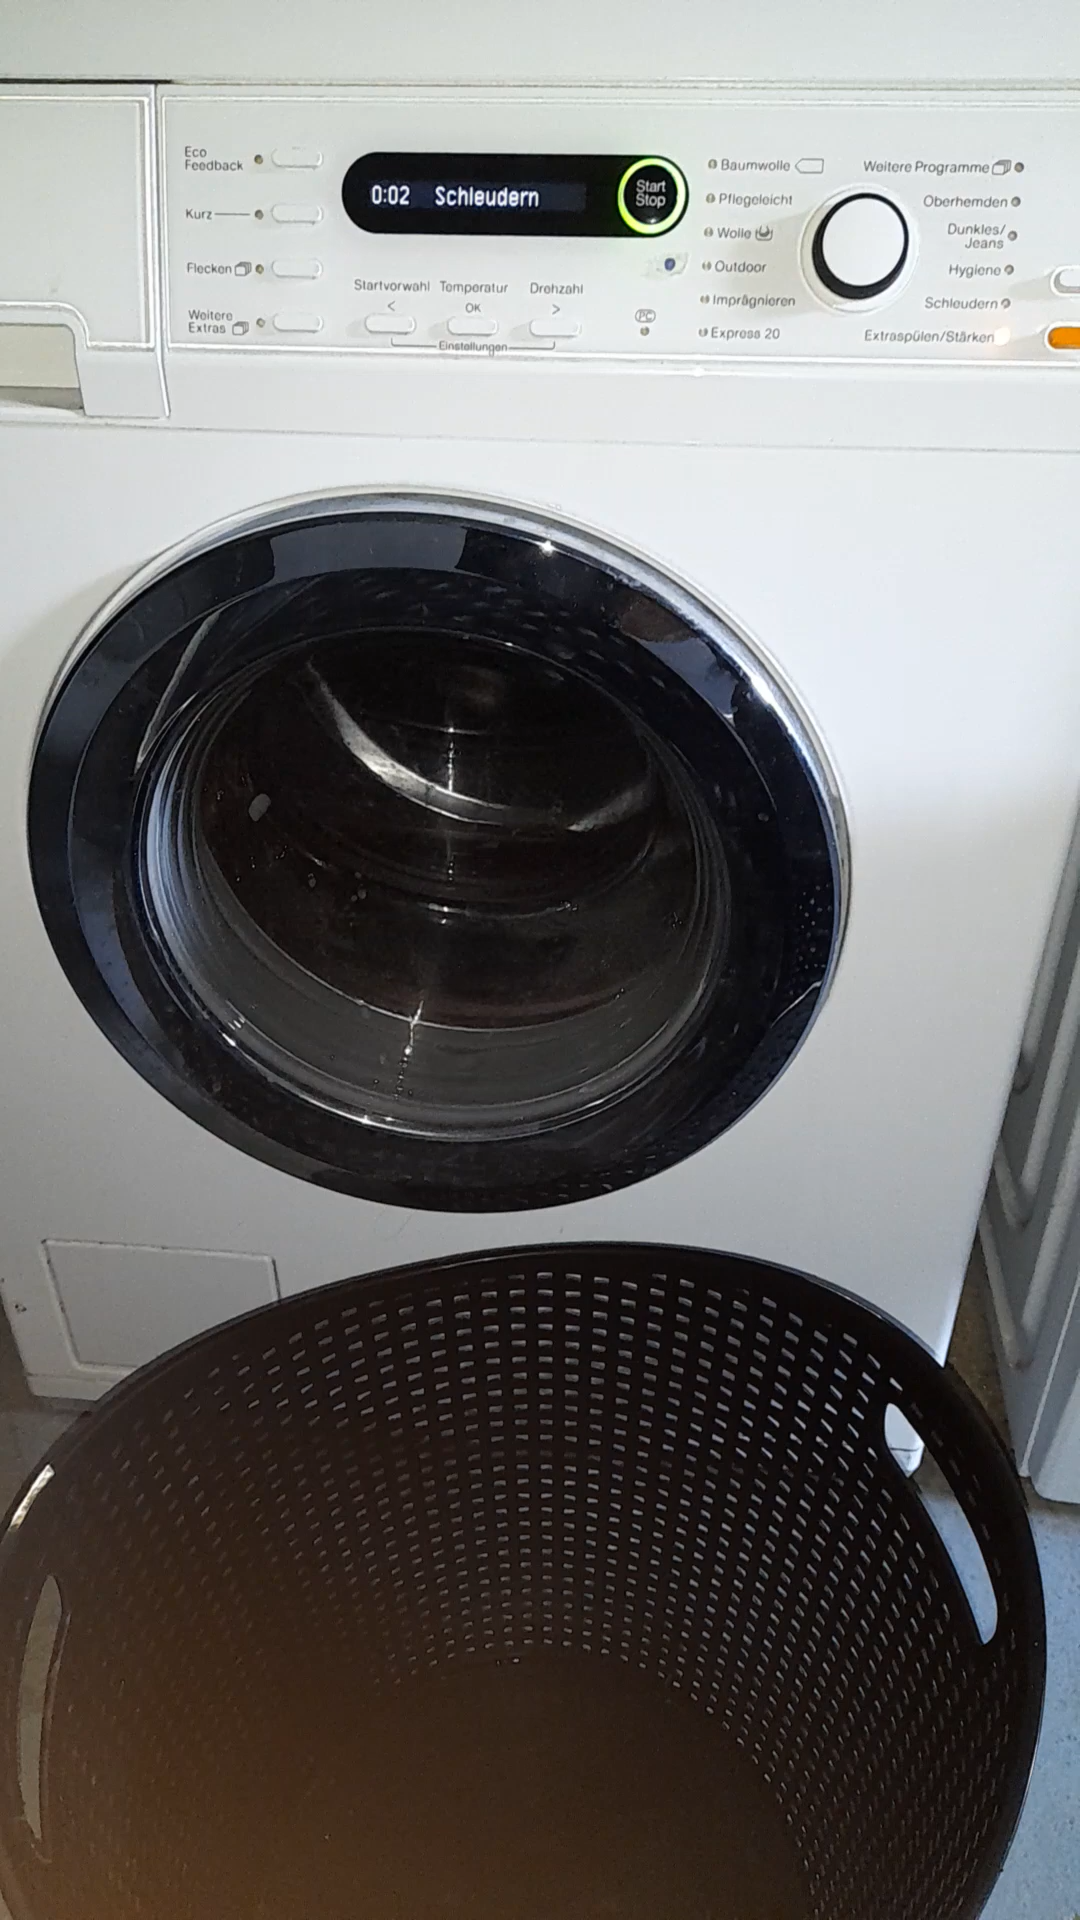 Eco
Feedback
Kurz
Flecken
Weitere
Extras
0:02 Schleudern
Start
Stop
Startvorwahl Temperatur Drehzahl
< OK >
Einstellungen
PC
Baumwolle
Pflegeleicht
Wolle
Outdoor
Imprägnieren
Express 20
Weitere Programme
Oberhemden
Dunkles/
Jeans
Hygiene
Schleudern
Extraspülen/Stärken